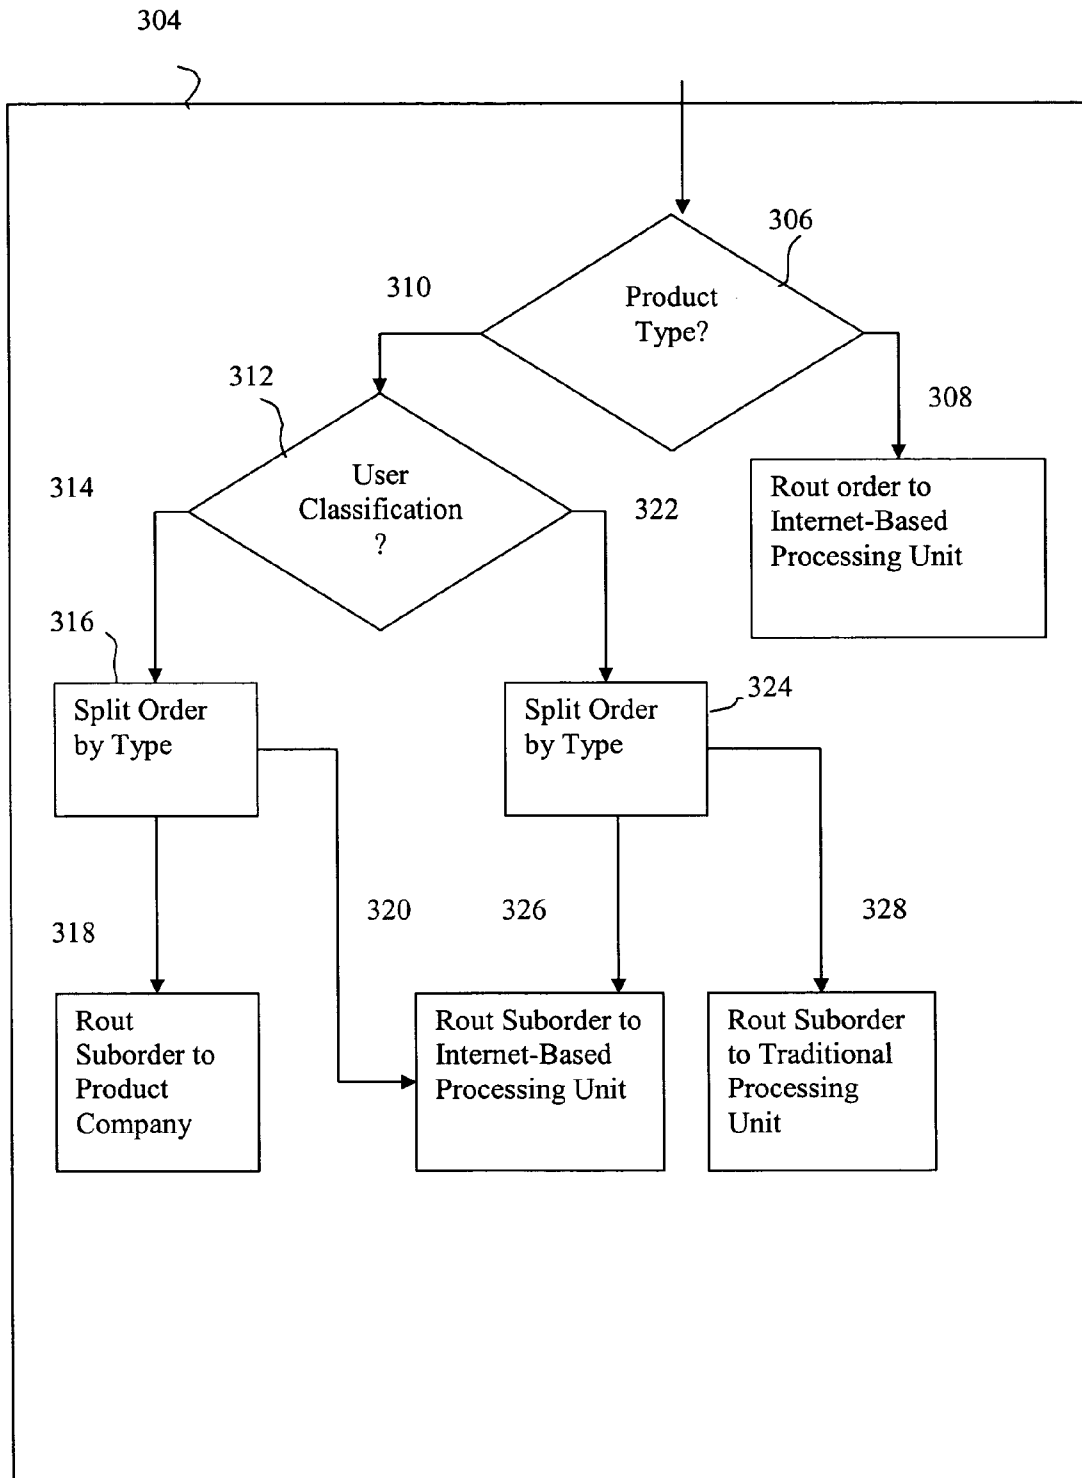 304
306
Product
Type?
310
308
312
User
Classification
?
314
322
Rout order to
Internet-Based
Processing Unit
316
Split Order
by Type
324
Split Order
by Type
318
320
326
328
Rout
Suborder to
Product
Company
Rout Suborder to
Internet-Based
Processing Unit
Rout Suborder
to Traditional
Processing
Unit